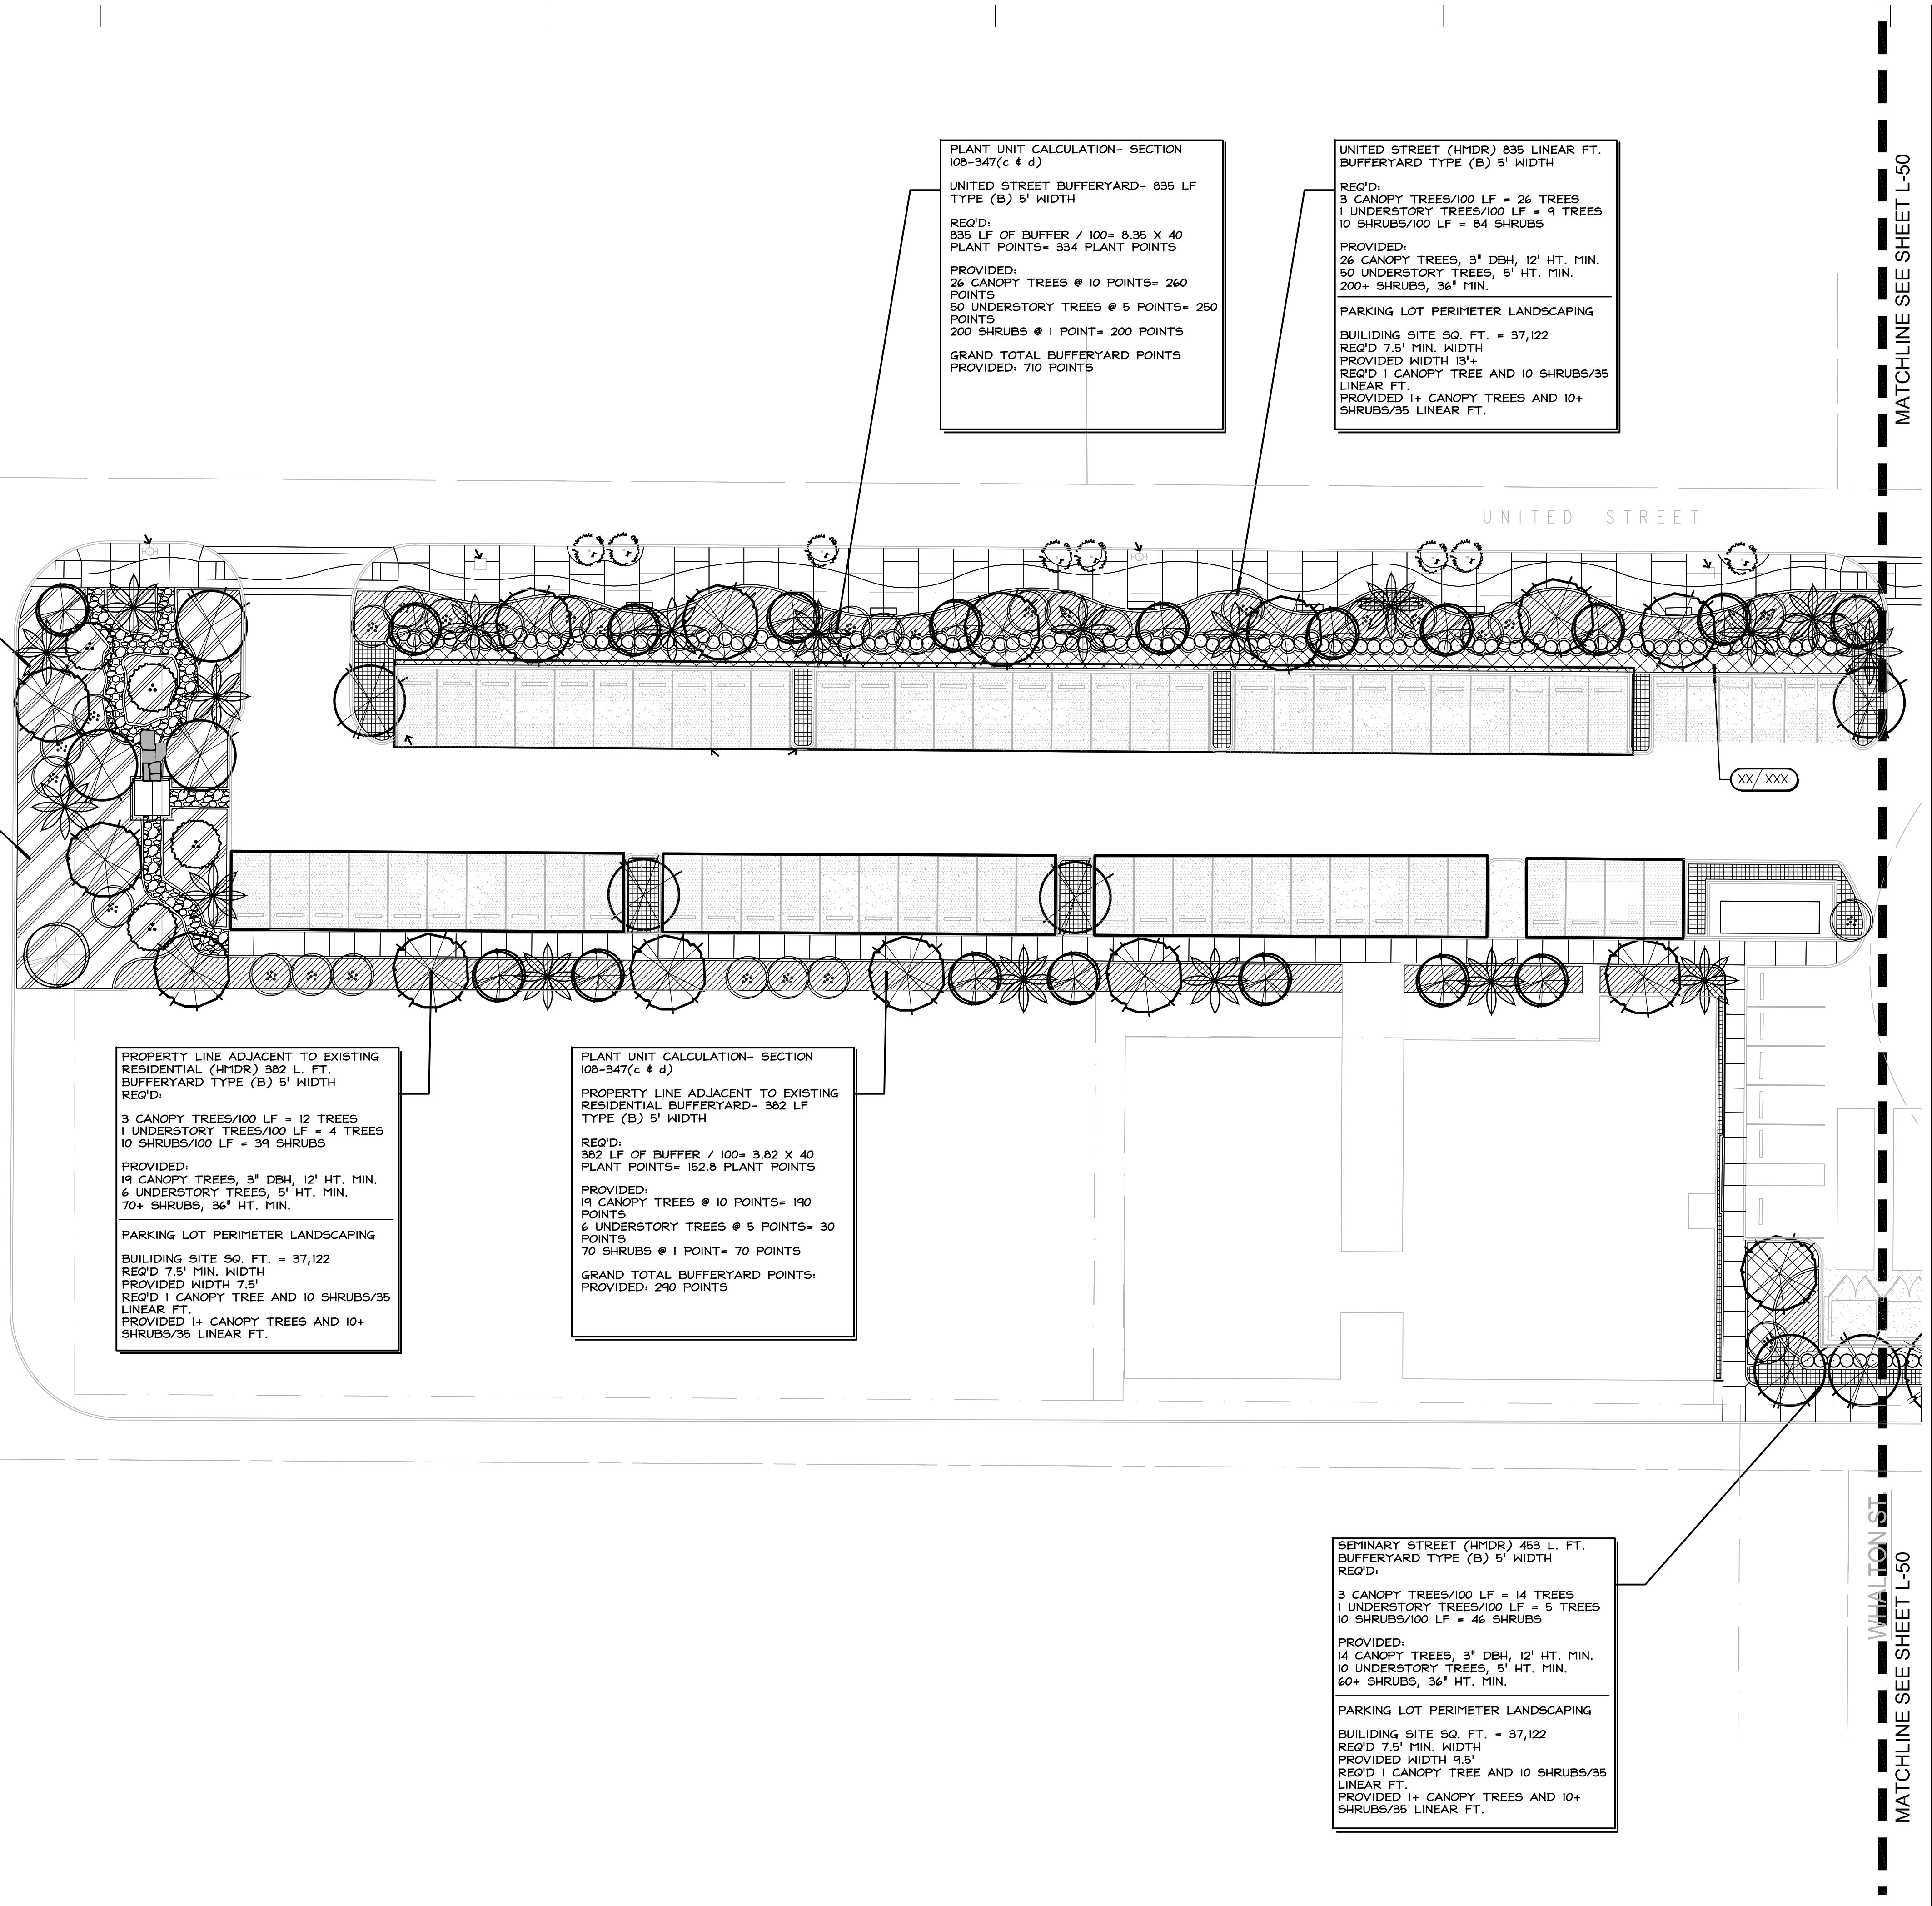 PLANT UNIT CALCULATION- SECTION
108-347(c & d)
UNITED STREET BUFFERYARD- 835 LF
TYPE (B) 5' WIDTH
REQ'D:
835 LF OF BUFFER / 100= 8.35 X 40
PLANT POINTS= 334 PLANT POINTS
PROVIDED:
26 CANOPY TREES @ 10 POINTS= 260
POINTS
50 UNDERSTORY TREES @ 5 POINTS= 250
POINTS
200 SHRUBS @ 1 POINT= 200 POINTS
GRAND TOTAL BUFFERYARD POINTS
PROVIDED: 710 POINTS
UNITED STREET (HMDR) 835 LINEAR FT.
BUFFERYARD TYPE (B) 5' WIDTH
REQ'D:
3 CANOPY TREES/100 LF = 26 TREES
1 UNDERSTORY TREES/100 LF = 9 TREES
10 SHRUBS/100 LF = 84 SHRUBS
PROVIDED:
26 CANOPY TREES, 3" DBH, 12' HT. MIN.
50 UNDERSTORY TREES, 5' HT. MIN.
200+ SHRUBS, 36" MIN.
PARKING LOT PERIMETER LANDSCAPING
BUILIDING SITE SQ. FT. = 37,122
REQ'D 7.5' MIN. WIDTH
PROVIDED WIDTH 13'+
REQ'D 1 CANOPY TREE AND 10 SHRUBS/35
LINEAR FT.
PROVIDED 1+ CANOPY TREES AND 10+
SHRUBS/35 LINEAR FT.
MATCHLINE SEE SHEET L-50
UNITED STREET
XX/XXX
PROPERTY LINE ADJACENT TO EXISTING
RESIDENTIAL (HMDR) 382 L. FT.
BUFFERYARD TYPE (B) 5' WIDTH
REQ'D:
3 CANOPY TREES/100 LF = 12 TREES
1 UNDERSTORY TREES/100 LF = 4 TREES
10 SHRUBS/100 LF = 39 SHRUBS
PROVIDED:
19 CANOPY TREES, 3" DBH, 12' HT. MIN.
6 UNDERSTORY TREES, 5' HT. MIN.
70+ SHRUBS, 36" HT. MIN.
PARKING LOT PERIMETER LANDSCAPING
BUILIDING SITE SQ. FT. = 37,122
REQ'D 7.5' MIN. WIDTH
PROVIDED WIDTH 7.5'
REQ'D 1 CANOPY TREE AND 10 SHRUBS/35
LINEAR FT.
PROVIDED 1+ CANOPY TREES AND 10+
SHRUBS/35 LINEAR FT.
PLANT UNIT CALCULATION- SECTION
108-347(c & d)
PROPERTY LINE ADJACENT TO EXISTING
RESIDENTIAL BUFFERYARD- 382 LF
TYPE (B) 5' WIDTH
REQ'D:
382 LF OF BUFFER / 100= 3.82 X 40
PLANT POINTS= 152.8 PLANT POINTS
PROVIDED:
19 CANOPY TREES @ 10 POINTS= 190
POINTS
6 UNDERSTORY TREES @ 5 POINTS= 30
POINTS
70 SHRUBS @ 1 POINT= 70 POINTS
GRAND TOTAL BUFFERYARD POINTS:
PROVIDED: 290 POINTS
SEMINARY STREET (HMDR) 453 L. FT.
BUFFERYARD TYPE (B) 5' WIDTH
REQ'D:
3 CANOPY TREES/100 LF = 14 TREES
1 UNDERSTORY TREES/100 LF = 5 TREES
10 SHRUBS/100 LF = 46 SHRUBS
PROVIDED:
14 CANOPY TREES, 3" DBH, 12' HT. MIN.
10 UNDERSTORY TREES, 5' HT. MIN.
60+ SHRUBS, 36" HT. MIN.
PARKING LOT PERIMETER LANDSCAPING
BUILIDING SITE SQ. FT. = 37,122
REQ'D 7.5' MIN. WIDTH
PROVIDED WIDTH 9.5'
REQ'D 1 CANOPY TREE AND 10 SHRUBS/35
LINEAR FT.
PROVIDED 1+ CANOPY TREES AND 10+
SHRUBS/35 LINEAR FT.
WHALTON ST.
MATCHLINE SEE SHEET L-50